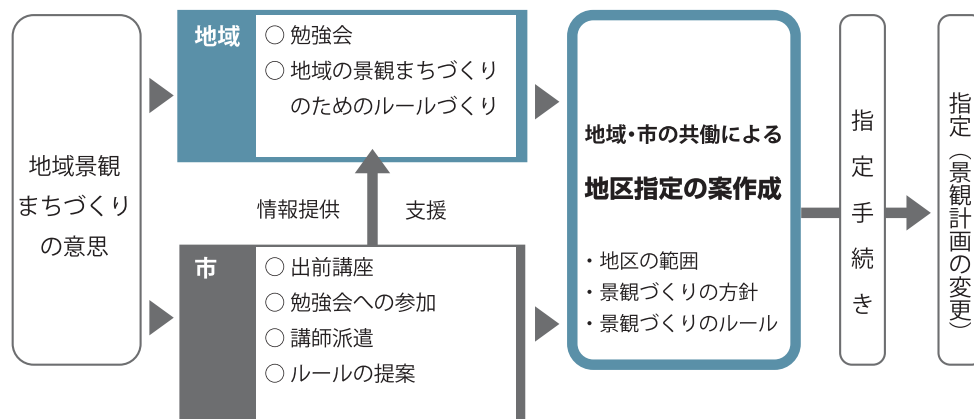 地域景観
まちづくり
の意思
地域
○ 勉強会
○ 地域の景観まちづくり
のためのルールづくり
情報提供
支援
市
○ 出前講座
○ 勉強会への参加
○ 講師派遣
○ ルールの提案
地域・市の共働による
地区指定の案作成
・地区の範囲
・景観づくりの方針
・景観づくりのルール
指定手続き
指定（景観計画の変更）